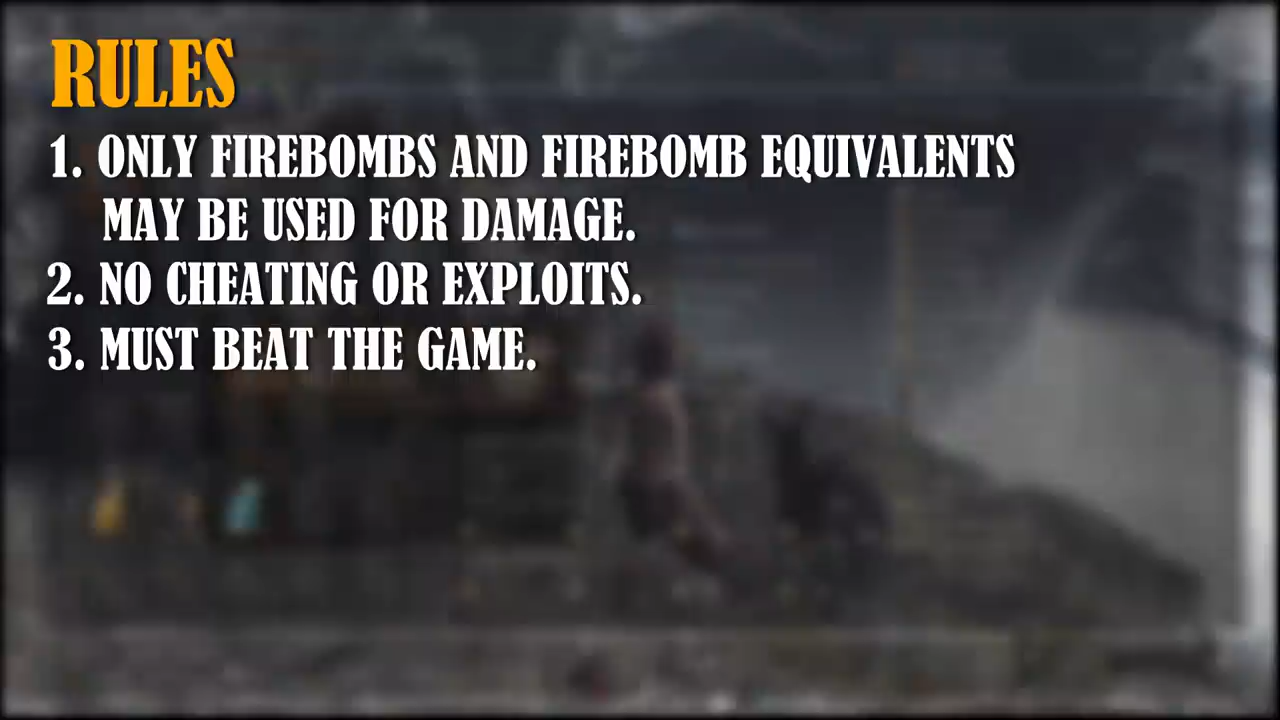 RULES
1. ONLY FIREBOMBS AND FIREBOMB EQUIVALENTS
MAY BE USED FOR DAMAGE.
2. NO CHEATING OR EXPLOITS.
3. MUST BEAT THE GAME.